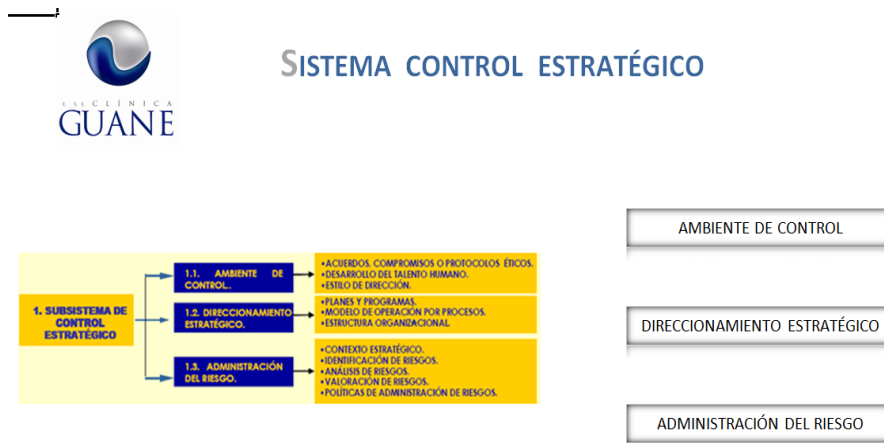 E.S.E. CLÍNICA
GUANE
SISTEMA CONTROL ESTRATÉGICO
1. SUBSISTEMA DE
CONTROL
ESTRATÉGICO
1.1. AMBIENTE DE
CONTROL..
•ACUERDOS, COMPROMISOS O PROTOCOLOS ÉTICOS.
•DESARROLLO DEL TALENTO HUMANO.
•ESTILO DE DIRECCIÓN.
1.2. DIRECCIONAMIENTO
ESTRATÉGICO.
•PLANES Y PROGRAMAS.
•MODELO DE OPERACIÓN POR PROCESOS.
•ESTRUCTURA ORGANIZACIONAL
1.3. ADMINISTRACIÓN
DEL RIESGO.
•CONTEXTO ESTRATÉGICO.
•IDENTIFICACIÓN DE RIESGOS.
•ANÁLISIS DE RIESGOS.
•VALORACIÓN DE RIESGOS.
•POLÍTICAS DE ADMINISTRACIÓN DE RIESGOS.
AMBIENTE DE CONTROL
DIRECCIONAMIENTO ESTRATÉGICO
ADMINISTRACIÓN DEL RIESGO